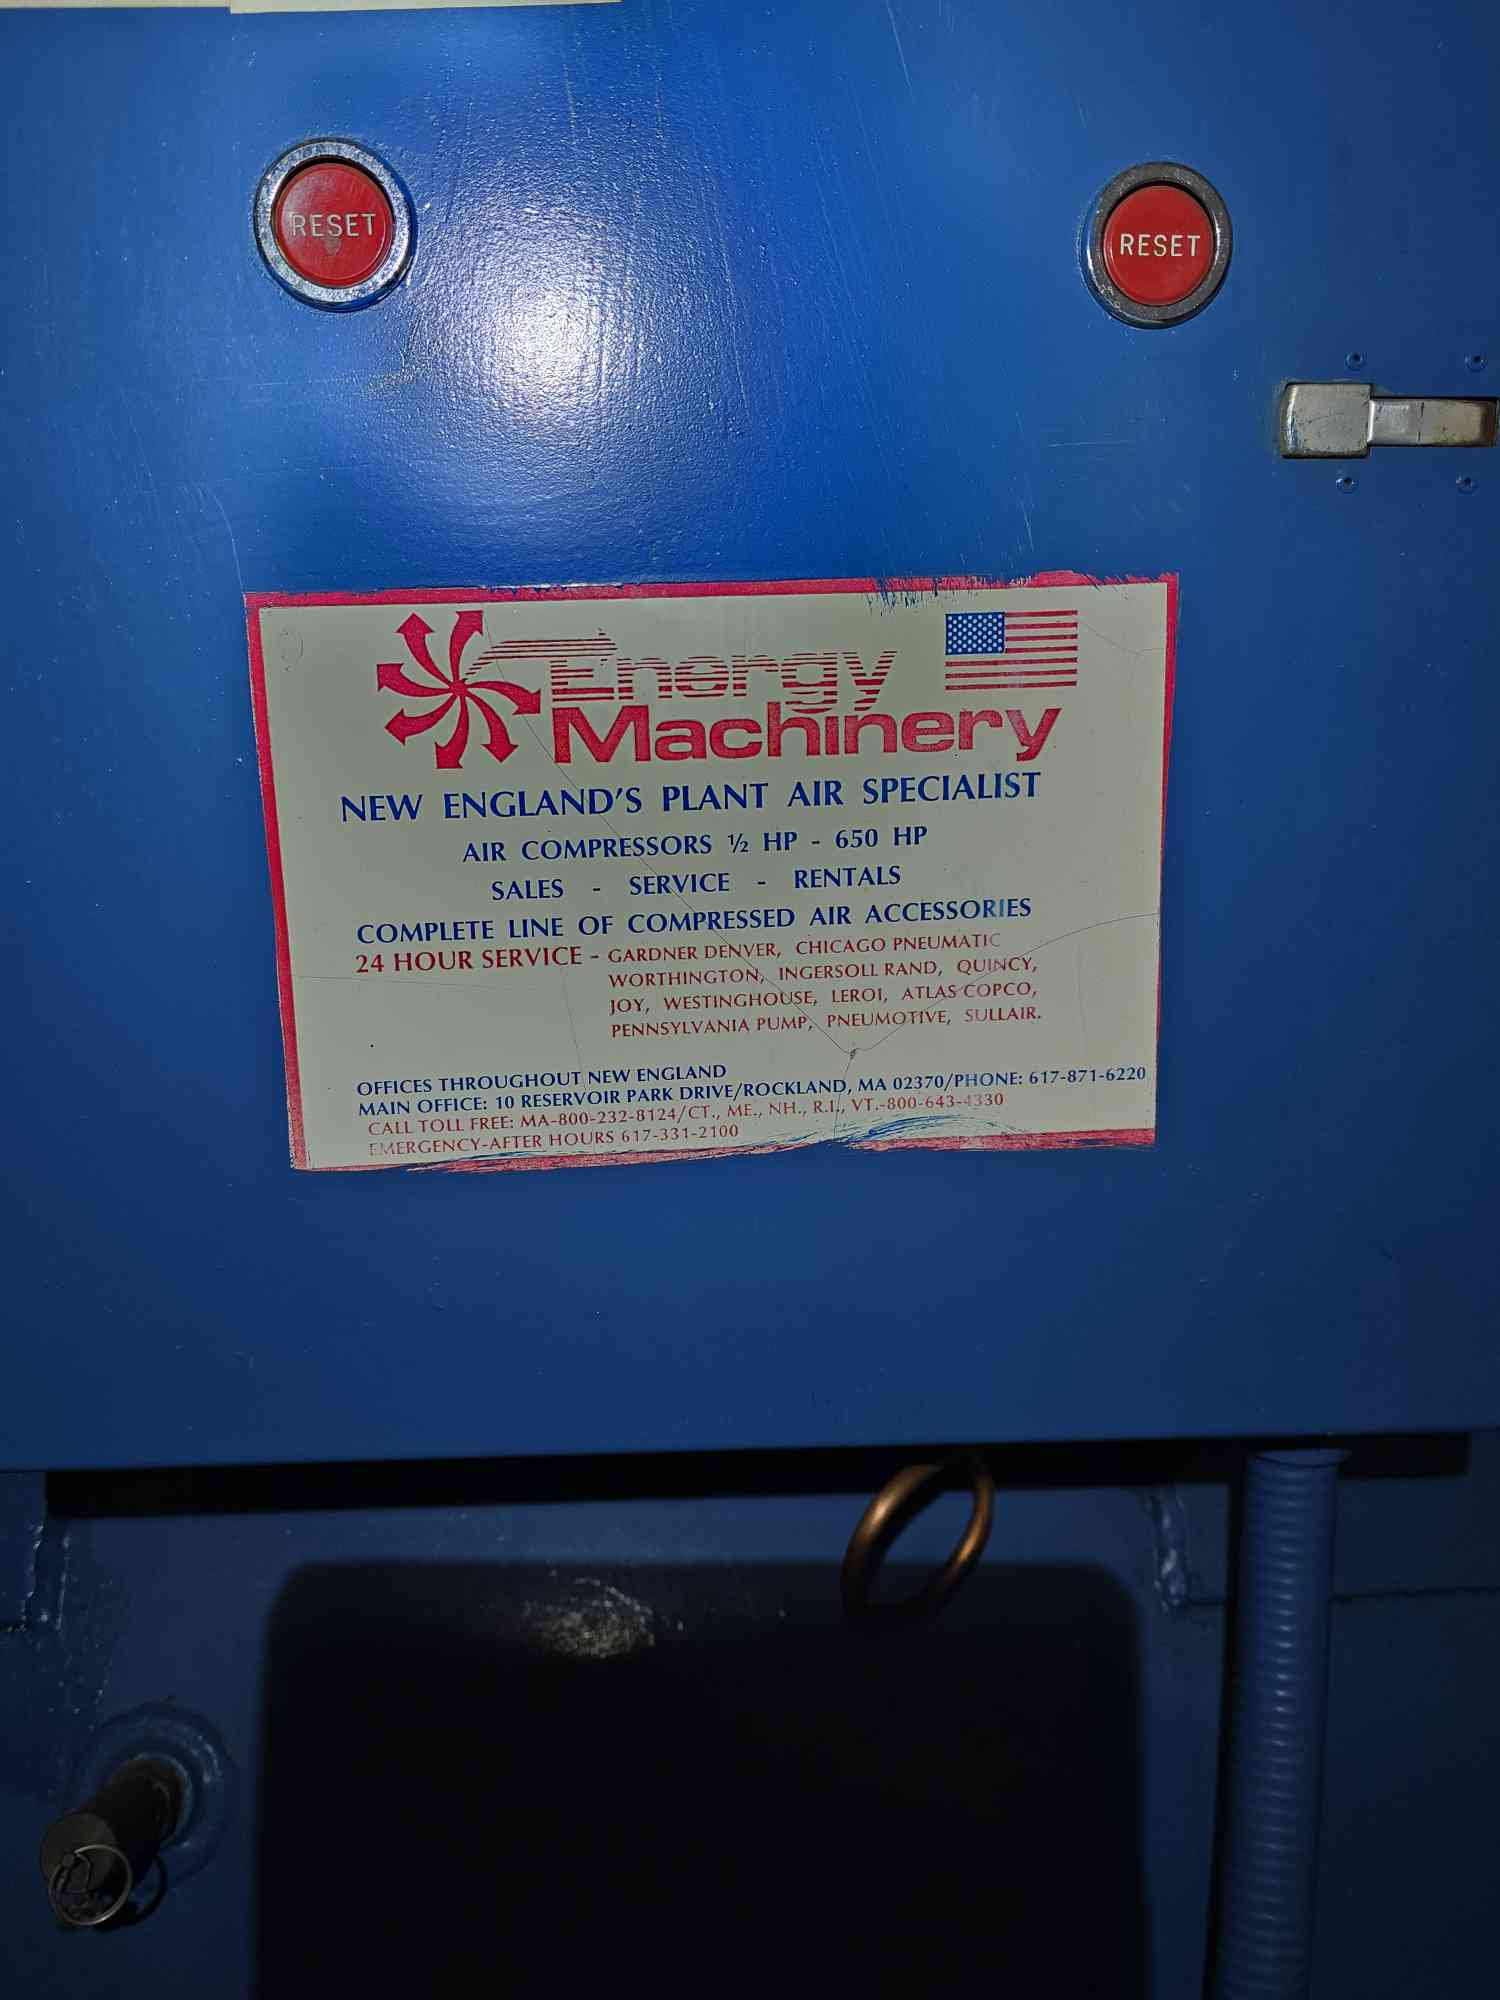 RESET
RESET
Energy
Machinery
NEW ENGLAND'S PLANT AIR SPECIALIST
AIR COMPRESSORS ½ HP - 650 HP
SALES - SERVICE - RENTALS
COMPLETE LINE OF COMPRESSED AIR ACCESSORIES
24 HOUR SERVICE - GARDNER DENVER, CHICAGO PNEUMATIC
WORTHINGTON, INGERSOLL RAND, QUINCY,
JOY, WESTINGHOUSE, LEROI, ATLAS COPCO,
PENNSYLVANIA PUMP, PNEUMOTIVE, SULLAIR.
OFFICES THROUGHOUT NEW ENGLAND
MAIN OFFICE: 10 RESERVOIR PARK DRIVE/ROCKLAND, MA 02370/PHONE: 617-871-6220
CALL TOLL FREE: MA-800-232-8124/CT., ME., NH., R.I., VT.-800-643-4330
EMERGENCY-AFTER HOURS 617-331-2100